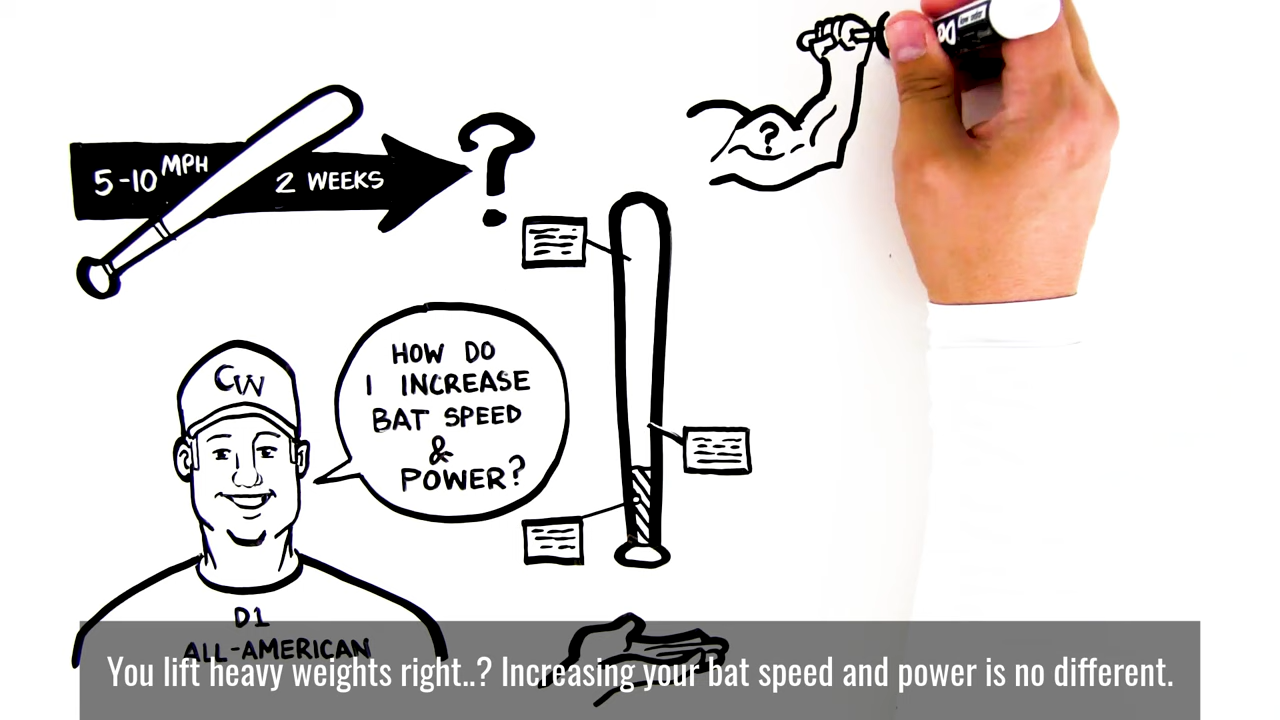 5-10 MPH
2 WEEKS
?
?
CW
HOW DO
I INCREASE
BAT SPEED
&
POWER?
D1
ALL-AMERICAN
You lift heavy weights right..? Increasing your bat speed and power is no different.